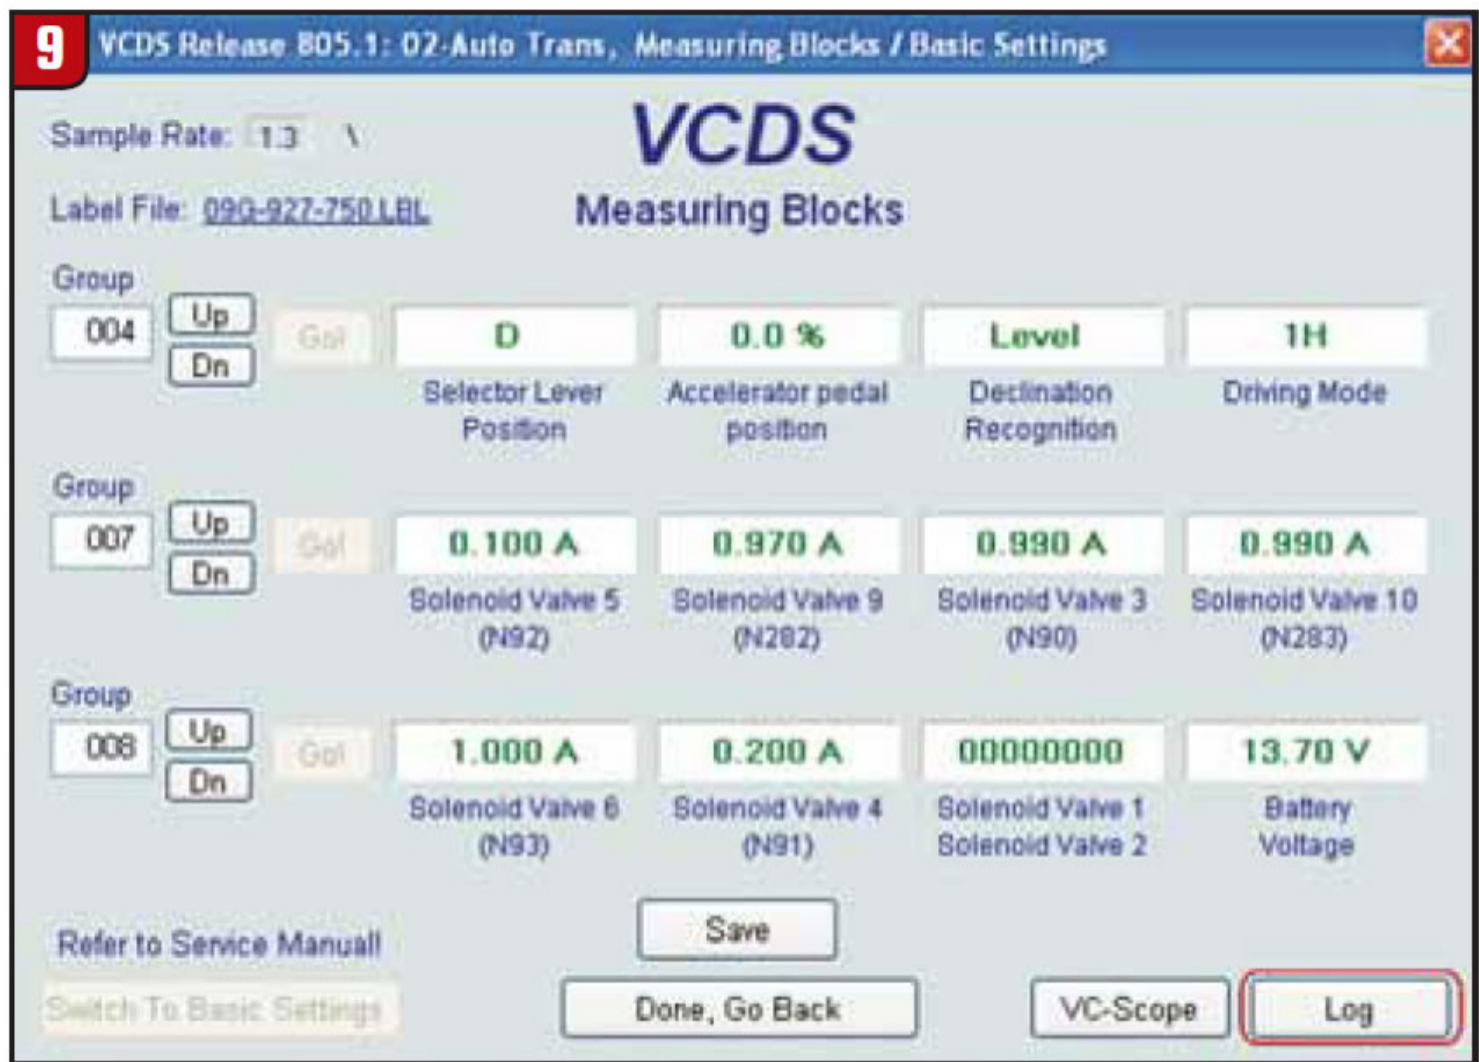 9
VCDS Release 805.1: 02-Auto Trans, Measuring Blocks / Basic Settings
Sample Rate: 1.3 \
VCDS
Label File: 09G-927-750.LBL
Measuring Blocks
Group
004 Up Dn Go! D 0.0 % Level 1H
Selector Lever Position Accelerator pedal position Declination Recognition Driving Mode
Group
007 Up Dn Go! 0.100 A 0.970 A 0.990 A 0.990 A
Solenoid Valve 5 (N92) Solenoid Valve 9 (N282) Solenoid Valve 3 (N90) Solenoid Valve 10 (N283)
Group
008 Up Dn Go! 1.000 A 0.200 A 00000000 13.70 V
Solenoid Valve 6 (N93) Solenoid Valve 4 (N91) Solenoid Valve 1 Solenoid Valve 2 Battery Voltage
Refer to Service Manual!
Save
Switch To Basic Settings
Done, Go Back
VC-Scope
Log